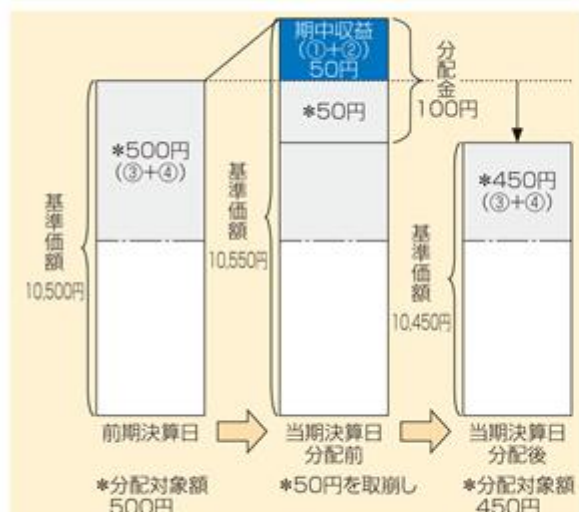 期中収益
(①+②)
50円
*50円
分配金
100円
*500円
(③+④)
基準価額
10,500円
基準価額
10,550円
*450円
(③+④)
基準価額
10,450円
前期決算日
当期決算日
分配前
当期決算日
分配後
*分配対象額
500円
*50円を取崩し
*分配対象額
450円